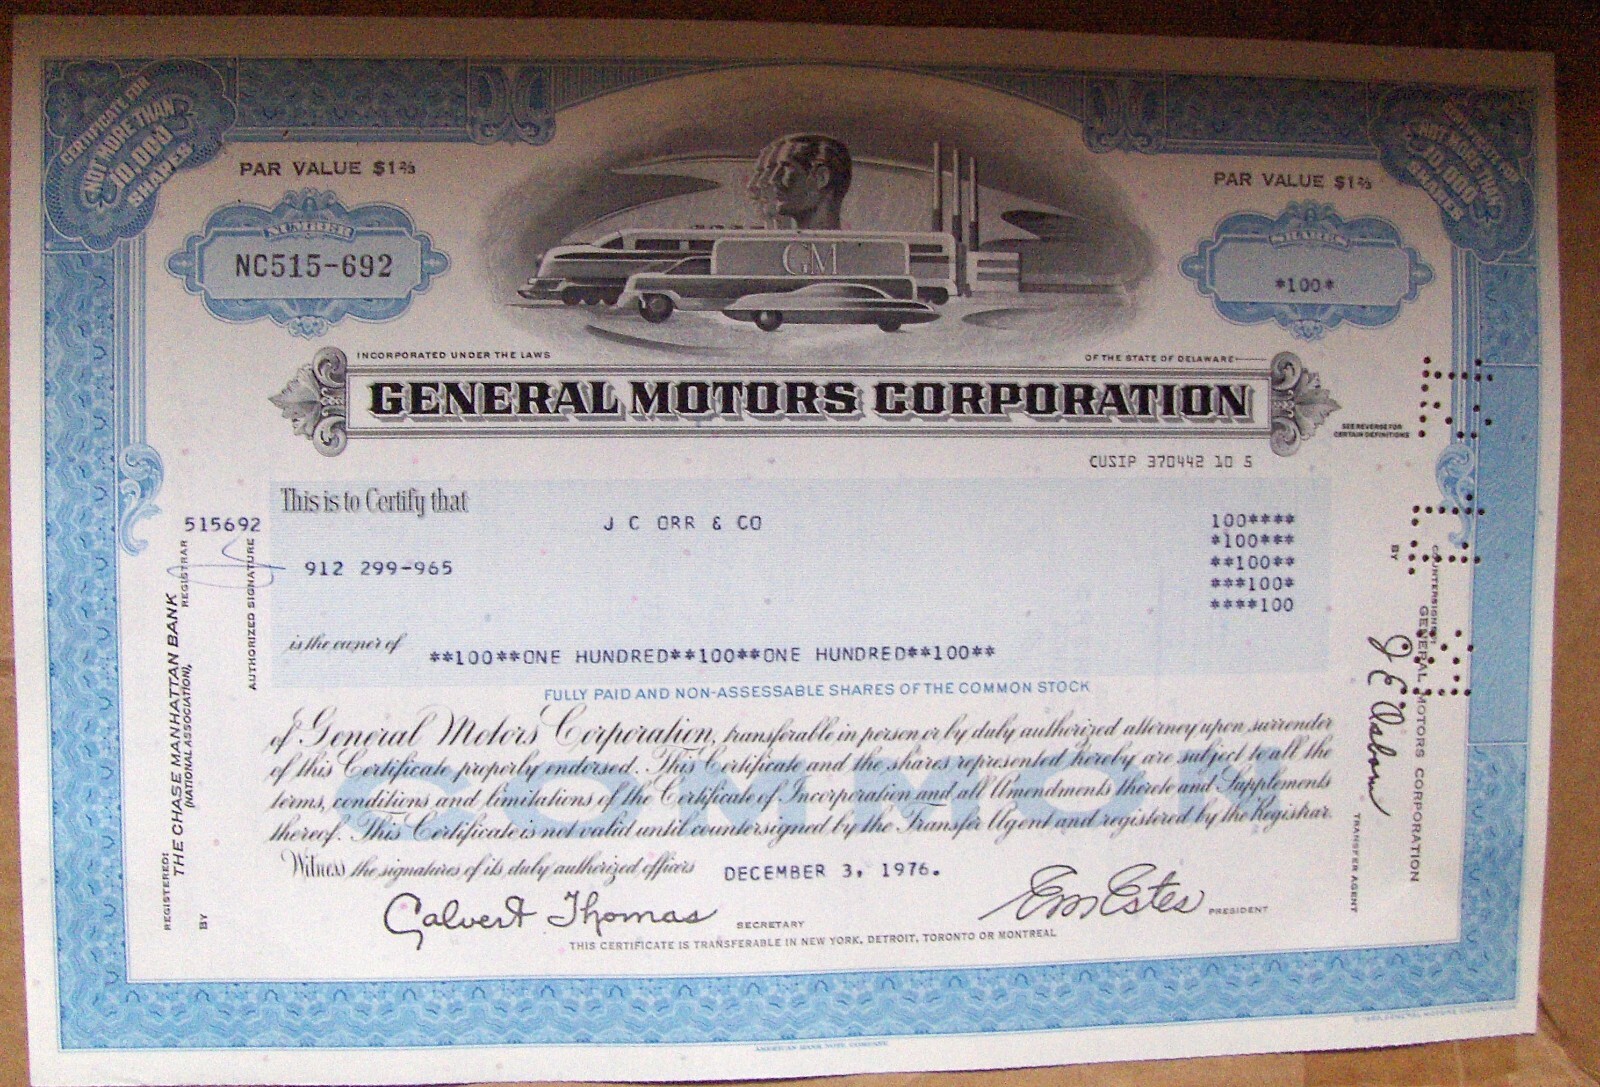 CERTIFICATE FOR
NOT MORE THAN
10,000
SHARES
CERTIFICATE FOR
NOT MORE THAN
10,000
SHARES
PAR VALUE $1⅔
PAR VALUE $1⅔
NUMBER
NC515-692
GM
*100*
INCORPORATED UNDER THE LAWS
OF THE STATE OF DELAWARE
GENERAL MOTORS CORPORATION
SEE REVERSE FOR
CERTAIN DEFINITIONS
CUSIP 370442 10 5
This is to Certify that
515692
J C ORR & CO
100****
*100***
912 299-965
**100**
***100*
****100
is the owner of
**100**ONE HUNDRED**100**ONE HUNDRED**100**
FULLY PAID AND NON-ASSESSABLE SHARES OF THE COMMON STOCK
of General Motors Corporation, transferable in person or by duly authorized attorney upon surrender
of this Certificate properly endorsed. This Certificate and the shares represented hereby are subject to all the
terms, conditions and limitations of the Certificate of Incorporation and all Amendments thereto and Supplements
thereof. This Certificate is not valid until countersigned by the Transfer Agent and registered by the Registrar.
Witness the signatures of its duly authorized officers
DECEMBER 3, 1976.
Calvert Thomas
SECRETARY
E M Estes
PRESIDENT
THIS CERTIFICATE IS TRANSFERABLE IN NEW YORK, DETROIT, TORONTO OR MONTREAL
AMERICAN BANK NOTE COMPANY
REGISTERED:
THE CHASE MANHATTAN BANK
(NATIONAL ASSOCIATION),
REGISTRAR
BY
AUTHORIZED SIGNATURE
COUNTERSIGNED:
GENERAL MOTORS CORPORATION
BY
TRANSFER AGENT